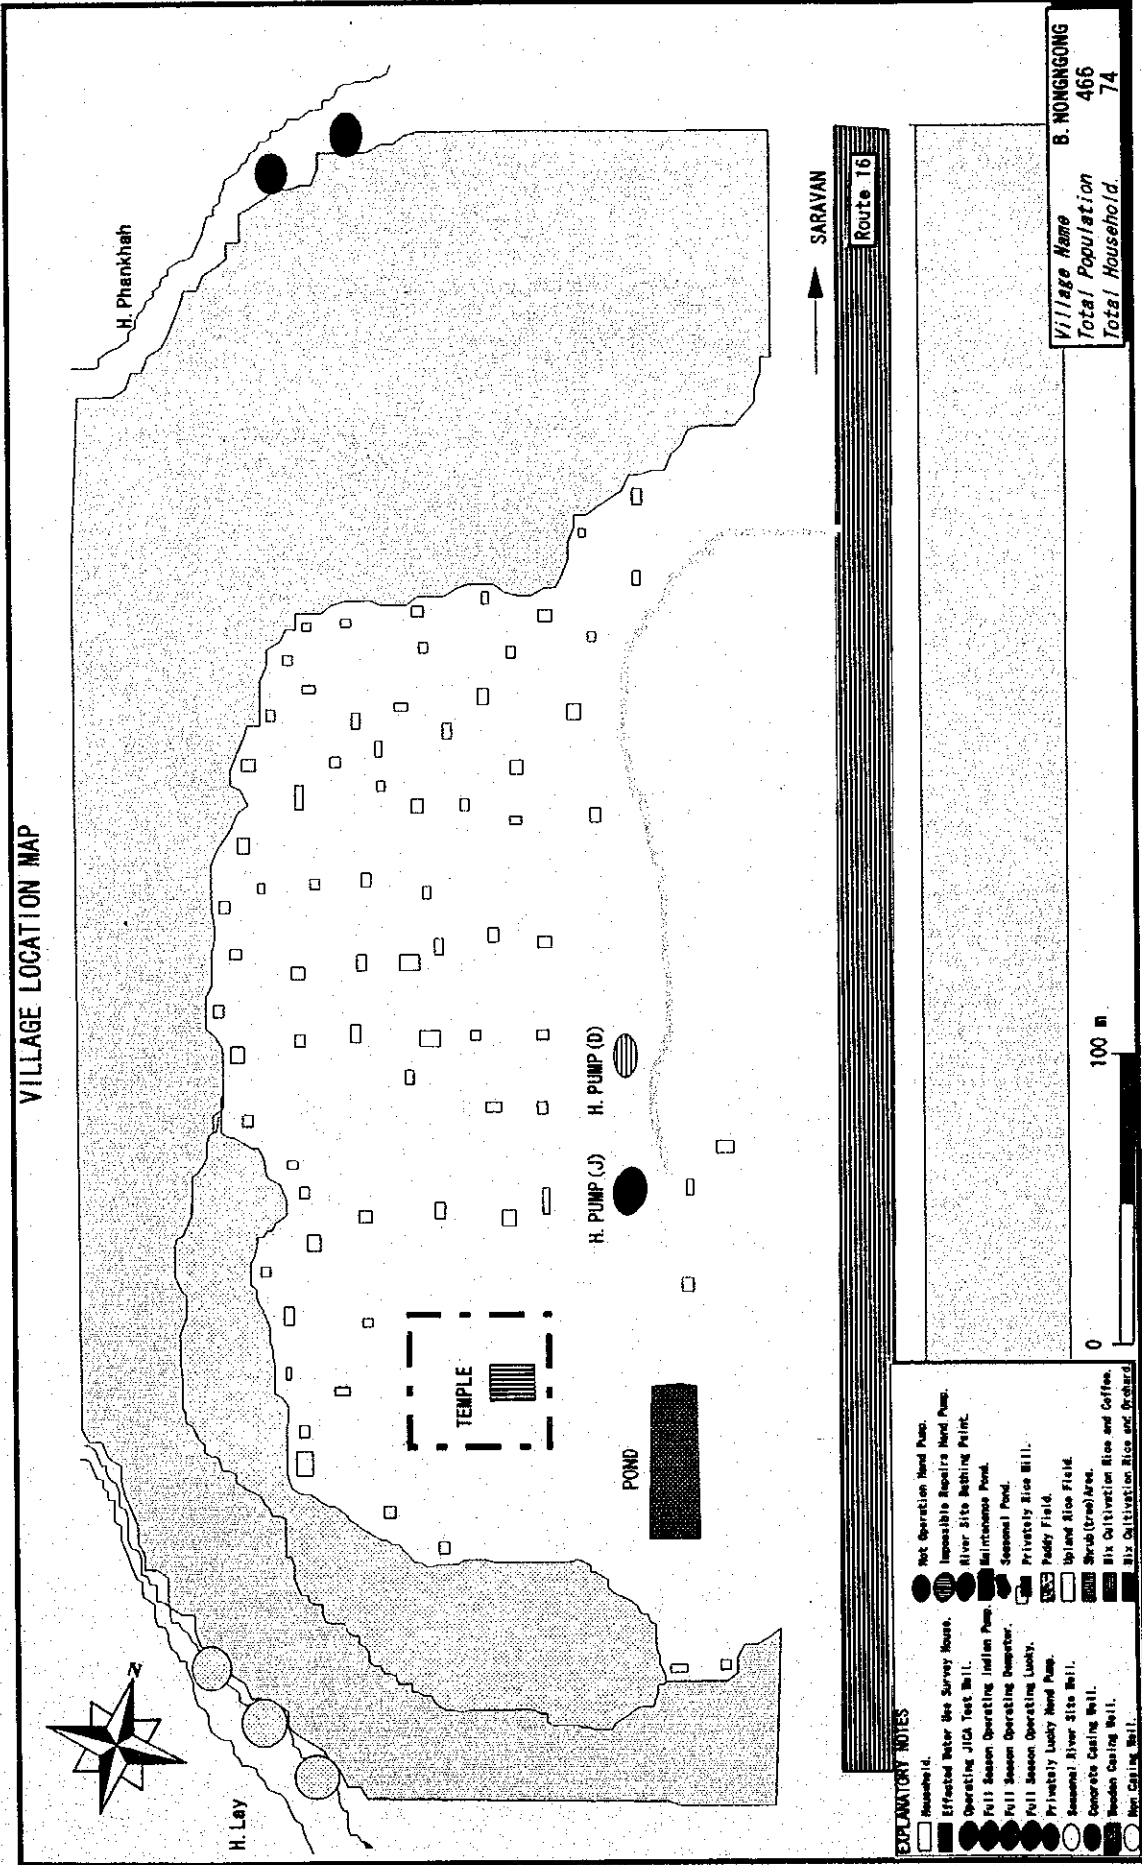 VILLAGE LOCATION MAP
H. Phankhah
SARAVAN
Route 16
H. PUMP (D)
H. PUMP (J)
TEMPLE
POND
H. Lay
N
Village Name B. NONGNGONG
Total Population 466
Total Household. 74
0 100 m
EXPLANATORY NOTES
Household.
Effected Water Use Survey House.
Operating JICA Test Well.
Full Season Operating Indian Pump.
Full Season Operating Dempster.
Full Season Operating Lucky.
Privately Lucky Hand Pump.
Seasonal River Site Well.
Concrete Casing Well.
Wooden Casing Well.
Non Casing Well.
Not Operation Hand Pump.
Impossible Repairs Hand Pump.
River Site Bathing Point.
Maintenance Pond.
Seasonal Pond.
Privately Rice Mill.
Paddy Field.
Upland Rice Field.
Shrub(tree)Area.
Mix Cultivation Rice and Coffee.
Mix Cultivation Rice and Orchard.